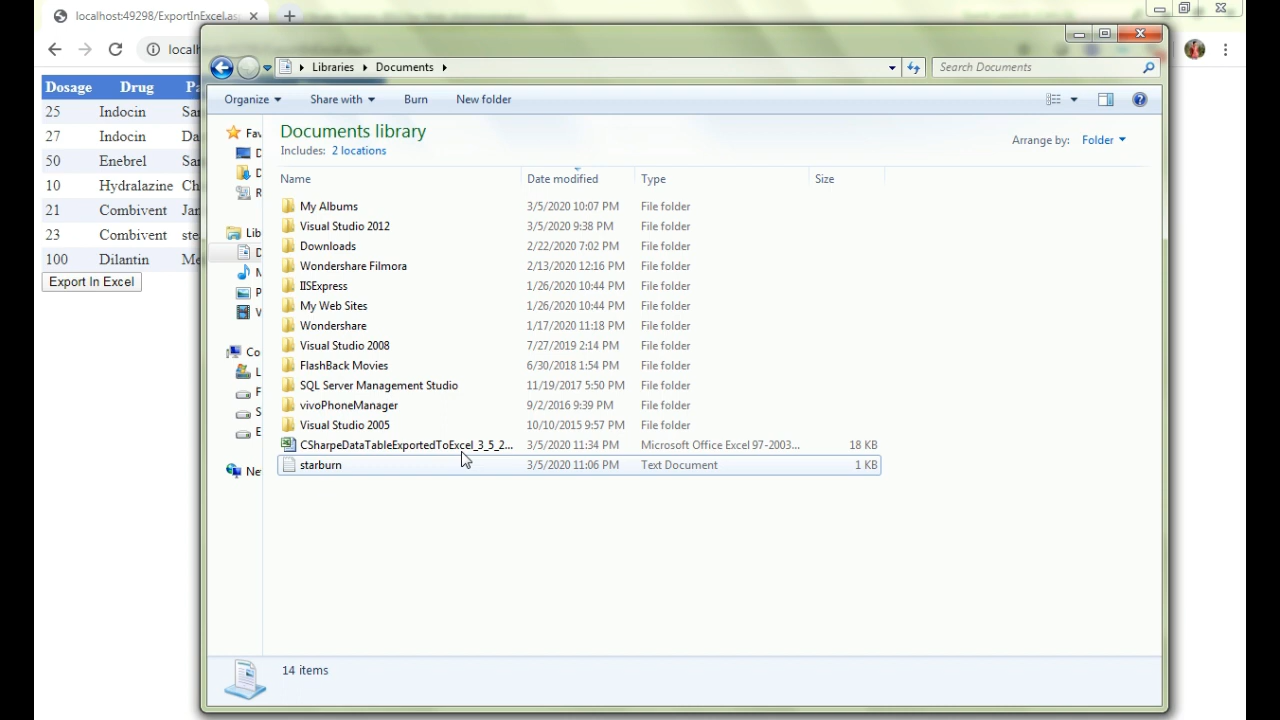 localhost:49298/ExportInExcel.as
Libraries Documents
Search Documents
Organize Share with Burn New folder
Documents library
Includes: 2 locations
Arrange by: Folder
Name Date modified Type Size
My Albums 3/5/2020 10:07 PM File folder
Visual Studio 2012 3/5/2020 9:38 PM File folder
Downloads 2/22/2020 7:02 PM File folder
Wondershare Filmora 2/13/2020 12:16 PM File folder
IISExpress 1/26/2020 10:44 PM File folder
My Web Sites 1/26/2020 10:44 PM File folder
Wondershare 1/17/2020 11:18 PM File folder
Visual Studio 2008 7/27/2019 2:14 PM File folder
FlashBack Movies 6/30/2018 1:54 PM File folder
SQL Server Management Studio 11/19/2017 5:50 PM File folder
vivoPhoneManager 9/2/2016 9:39 PM File folder
Visual Studio 2005 10/10/2015 9:57 PM File folder
CSharpeDataTableExportedToExcel_3_5_2... 3/5/2020 11:34 PM Microsoft Office Excel 97-2003... 18 KB
starburn 3/5/2020 11:06 PM Text Document 1 KB
14 items
Fav
D
D
R
Lib
D
M
P
V
Co
L
F
S
E
Ne
local
Dosage Drug Pa
25 Indocin Sar
27 Indocin Da
50 Enebrel Sar
10 Hydralazine Ch
21 Combivent Jan
23 Combivent ste
100 Dilantin Me
Export In Excel